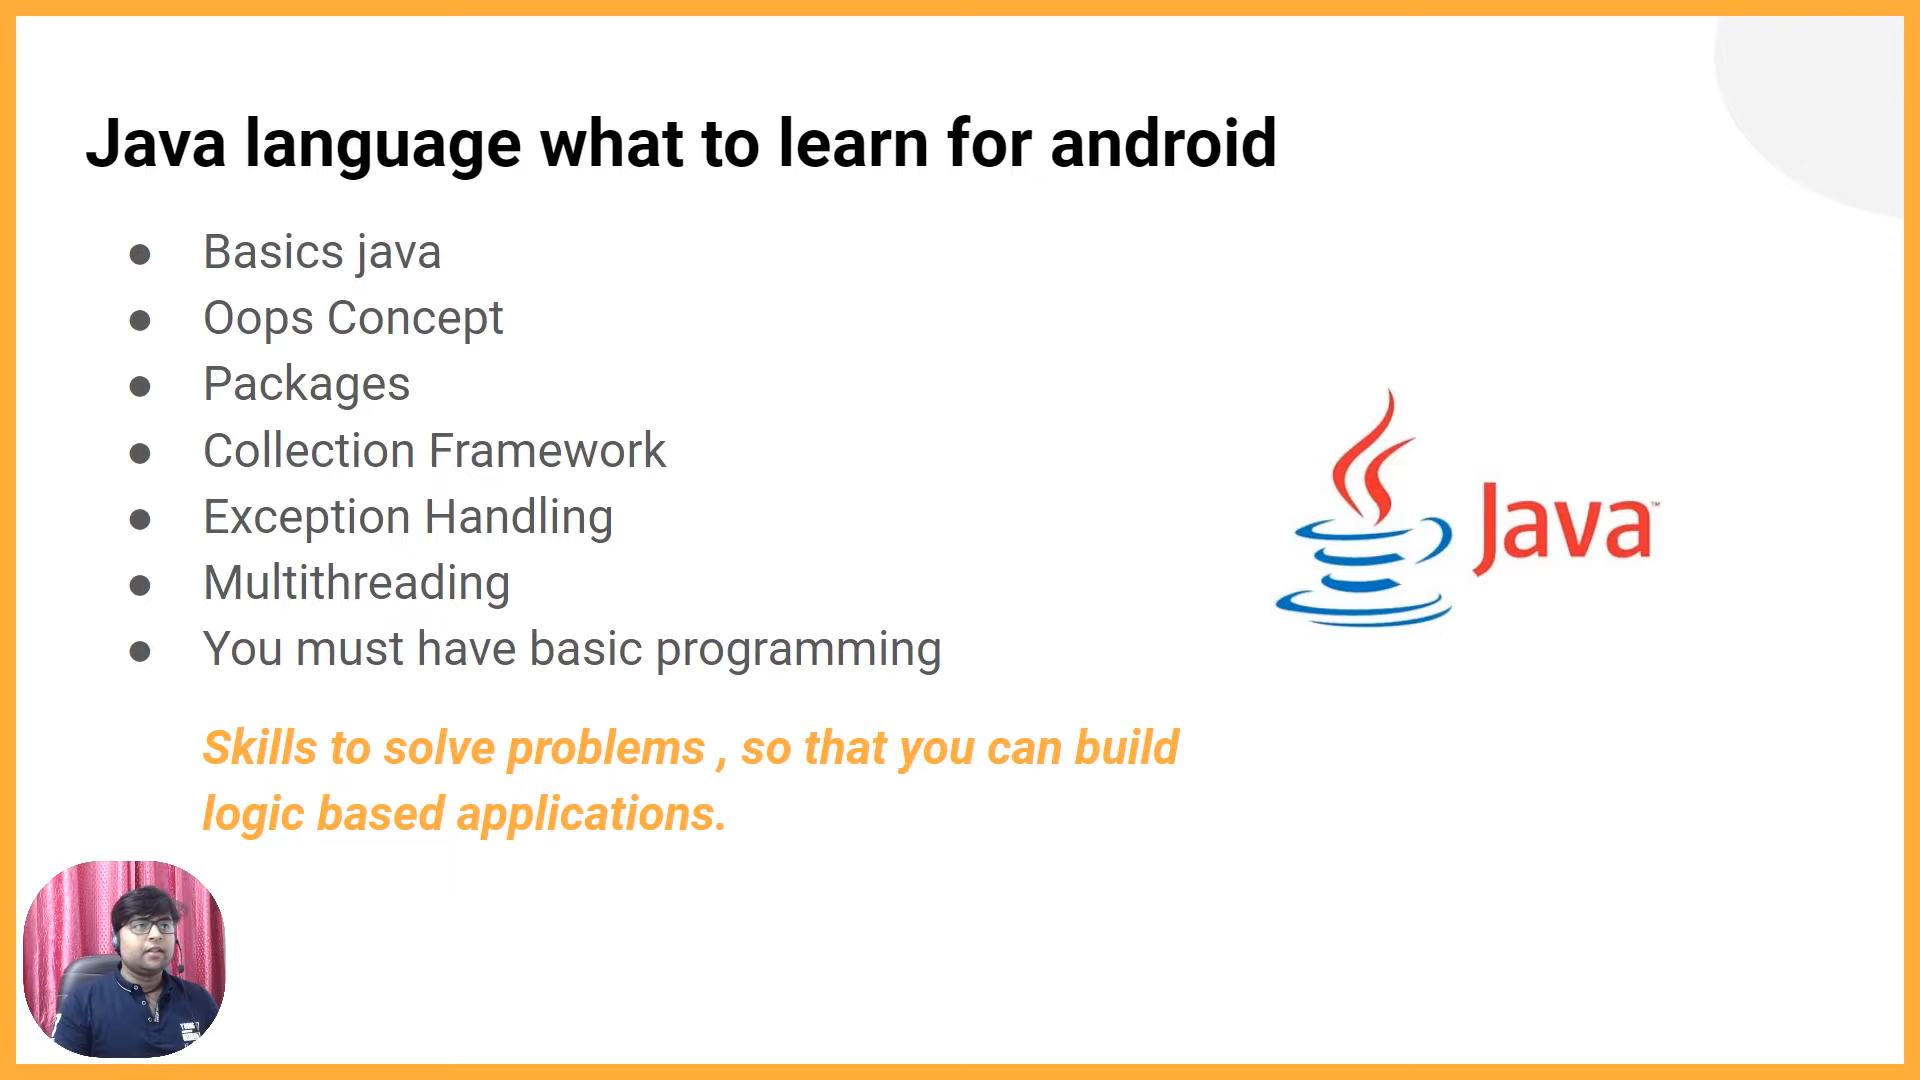 Java language what to learn for android
● Basics java
● Oops Concept
● Packages
● Collection Framework
● Exception Handling
● Multithreading
● You must have basic programming
Skills to solve problems , so that you can build
logic based applications.
Java™